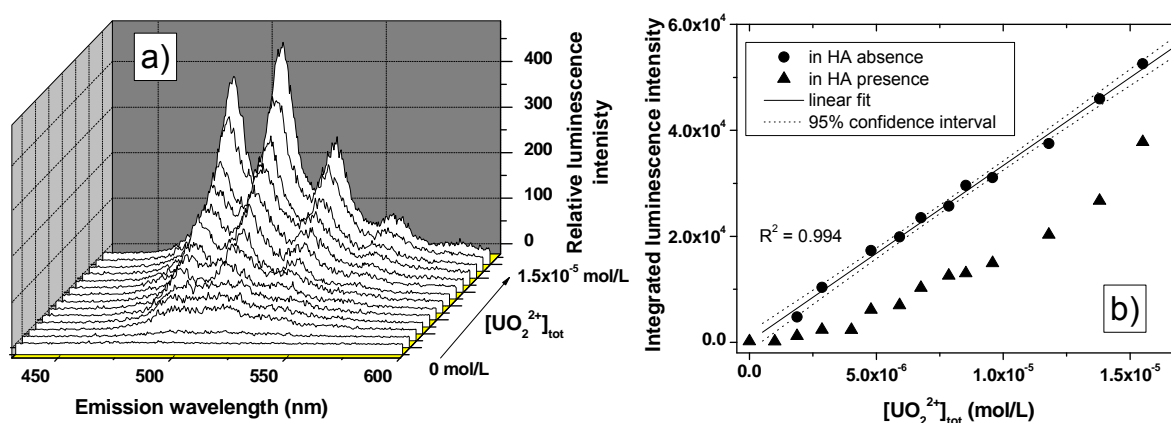 a)
400
300
200
100
0
Relative luminescence
intenisty
1.5x10⁻⁵ mol/L
[UO₂²⁺]tot
0 mol/L
450
500
550
600
Emission wavelength (nm)
6.0x10⁴
4.0x10⁴
2.0x10⁴
0.0
Integrated luminescence intensity
in HA absence
in HA presence
linear fit
95% confidence interval
R² = 0.994
b)
0.0
5.0x10⁻⁶
1.0x10⁻⁵
1.5x10⁻⁵
[UO₂²⁺]tot (mol/L)